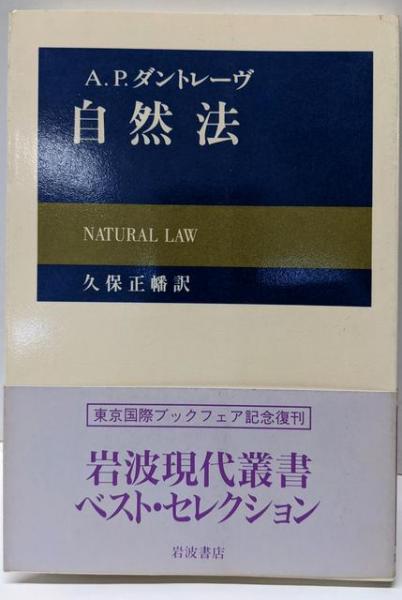 A.P.ダントレーヴ
自然法
NATURAL LAW
久保正幡訳
東京国際ブックフェア記念復刊
岩波現代叢書
ベスト・セレクション
岩波書店